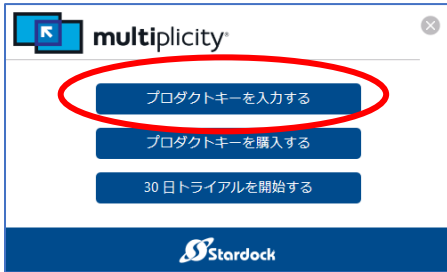 multiplicity
プロダクトキーを入力する
プロダクトキーを購入する
30 日トライアルを開始する
Stardock